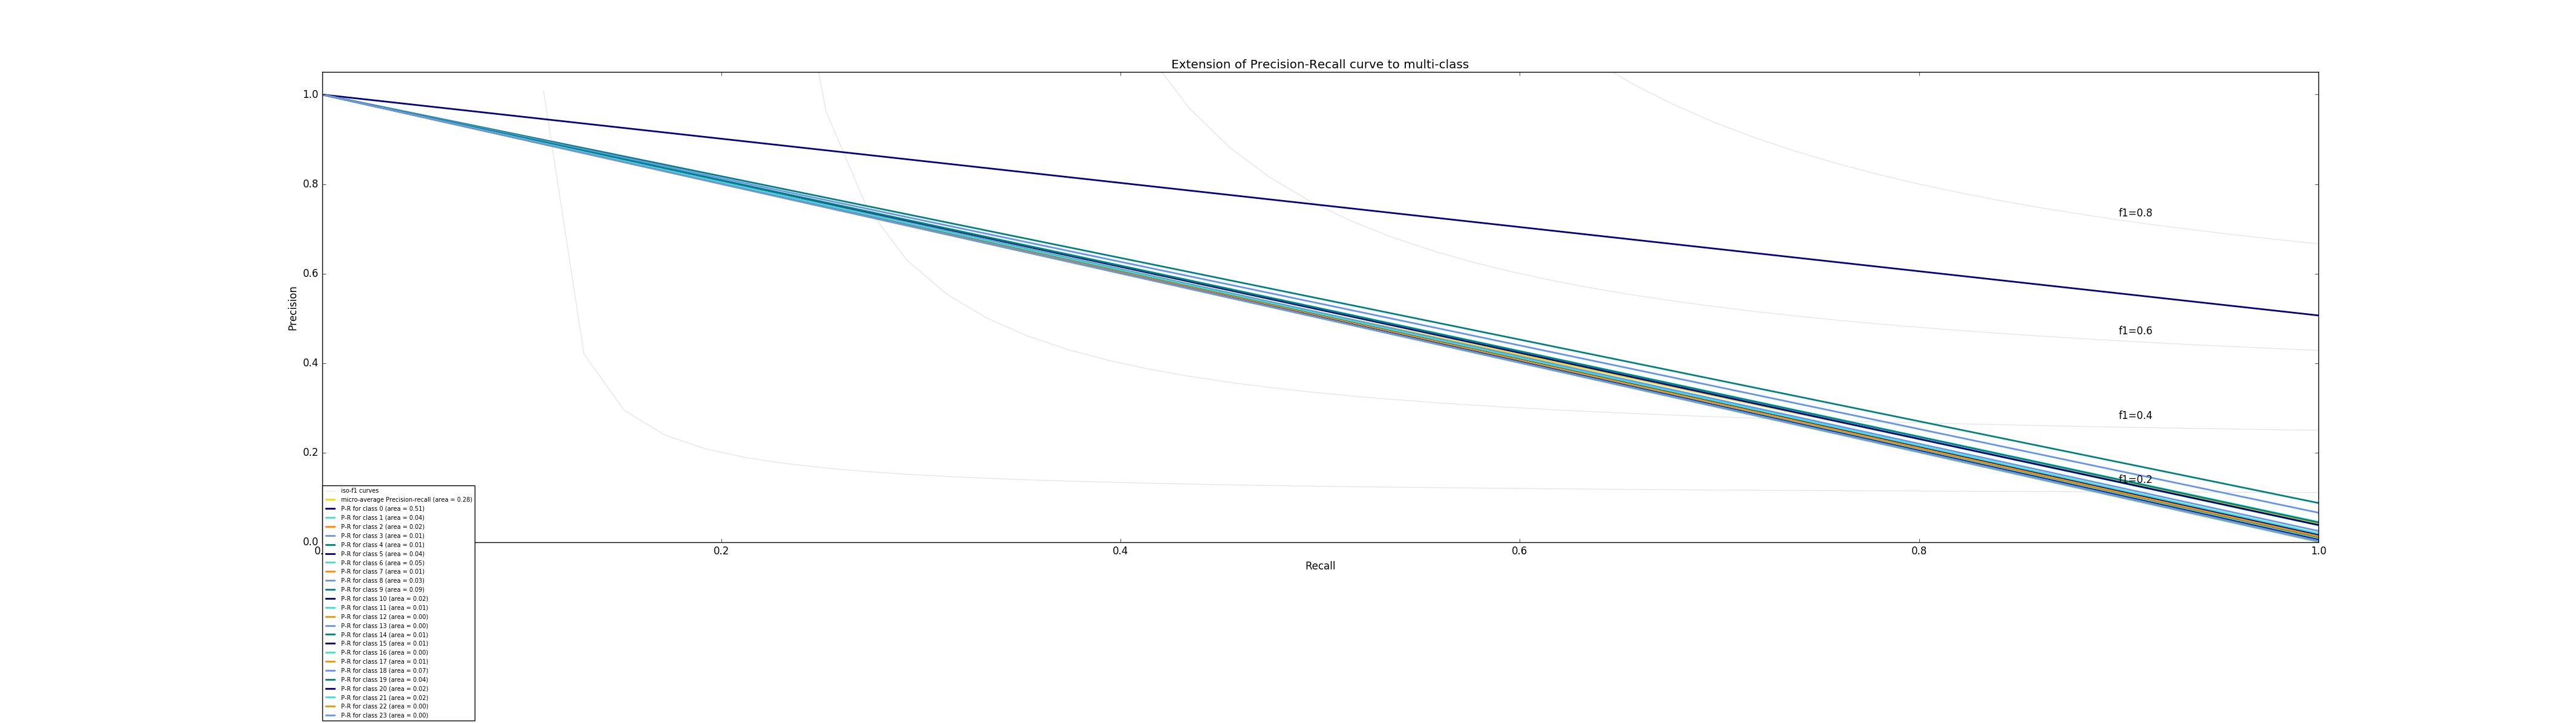 Extension of Precision-Recall curve to multi-class
1.0
0.8
0.6
0.4
0.2
0.0
Precision
f1=0.8
f1=0.6
f1=0.4
f1=0.2
0.
0.2
0.4
0.6
0.8
1.0
Recall
iso-f1 curves
micro-average Precision-recall (area = 0.28)
P-R for class 0 (area = 0.51)
P-R for class 1 (area = 0.04)
P-R for class 2 (area = 0.02)
P-R for class 3 (area = 0.01)
P-R for class 4 (area = 0.01)
P-R for class 5 (area = 0.04)
P-R for class 6 (area = 0.05)
P-R for class 7 (area = 0.01)
P-R for class 8 (area = 0.03)
P-R for class 9 (area = 0.09)
P-R for class 10 (area = 0.02)
P-R for class 11 (area = 0.01)
P-R for class 12 (area = 0.00)
P-R for class 13 (area = 0.00)
P-R for class 14 (area = 0.01)
P-R for class 15 (area = 0.01)
P-R for class 16 (area = 0.00)
P-R for class 17 (area = 0.01)
P-R for class 18 (area = 0.07)
P-R for class 19 (area = 0.04)
P-R for class 20 (area = 0.02)
P-R for class 21 (area = 0.02)
P-R for class 22 (area = 0.00)
P-R for class 23 (area = 0.00)